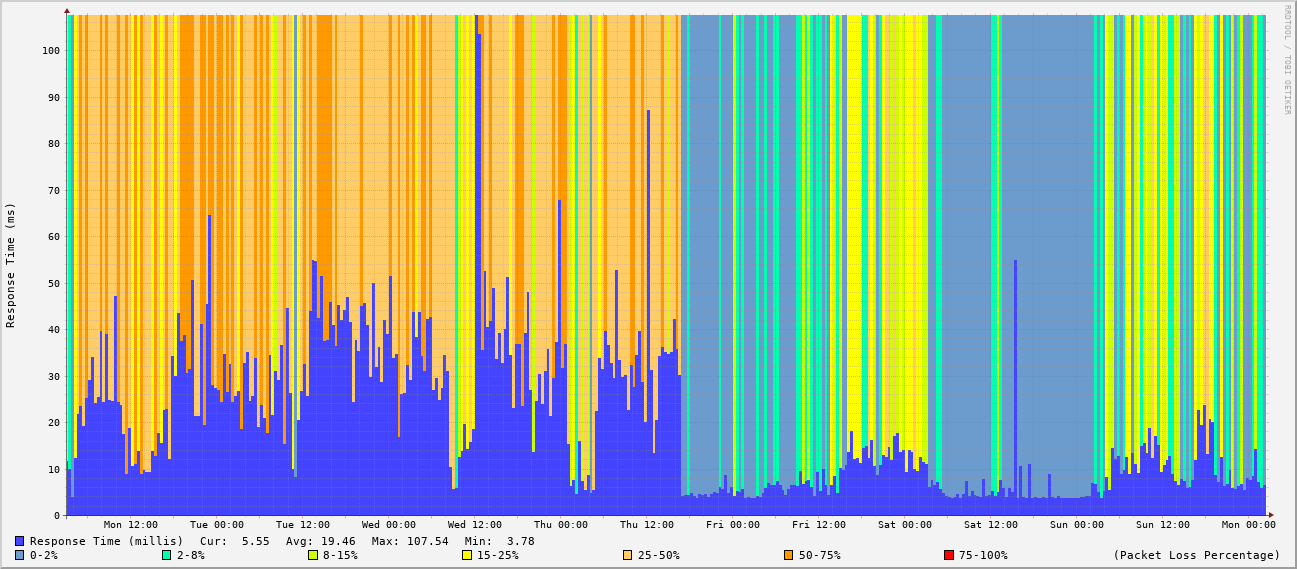 RRDTOOL / TOBI OETIKER
Response Time (ms)
100
90
80
70
60
50
40
30
20
10
0
Mon 12:00 Tue 00:00 Tue 12:00 Wed 00:00 Wed 12:00 Thu 00:00 Thu 12:00 Fri 00:00 Fri 12:00 Sat 00:00 Sat 12:00 Sun 00:00 Sun 12:00 Mon 00:00
Response Time (millis) Cur: 5.55 Avg: 19.46 Max: 107.54 Min: 3.78
0-2% 2-8% 8-15% 15-25% 25-50% 50-75% 75-100% (Packet Loss Percentage)